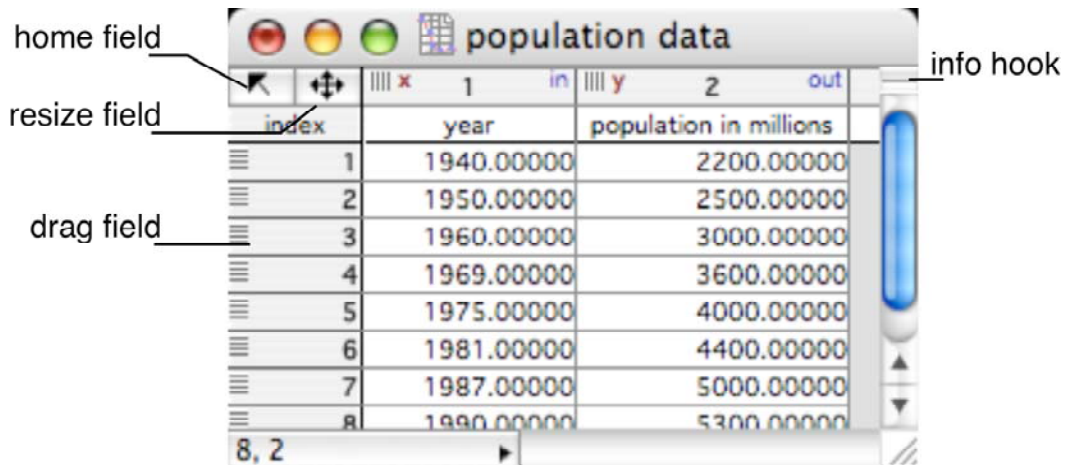 population data
home field
info hook
x 1 in y 2 out
resize field
index year population in millions
1 1940.00000 2200.00000
2 1950.00000 2500.00000
drag field
3 1960.00000 3000.00000
4 1969.00000 3600.00000
5 1975.00000 4000.00000
6 1981.00000 4400.00000
7 1987.00000 5000.00000
8 1990.00000 5300.00000
8, 2